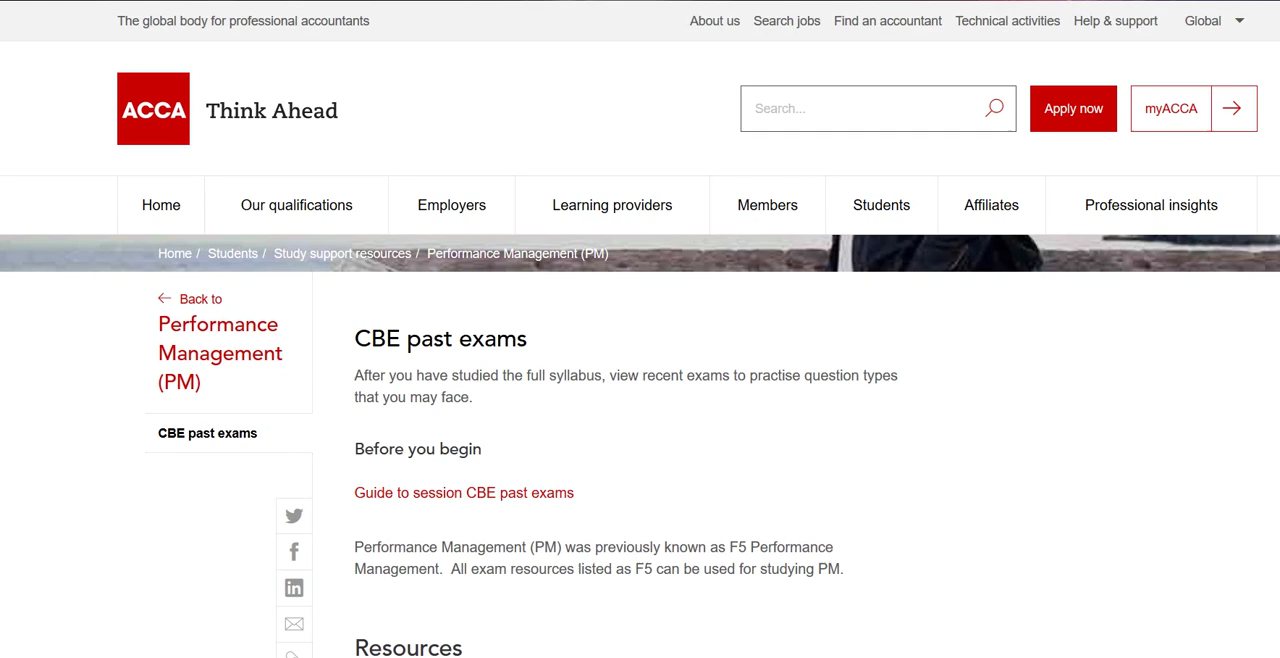 The global body for professional accountants
About us Search jobs Find an accountant Technical activities Help & support Global
ACCA Think Ahead
Search... Apply now myACCA
Home Our qualifications Employers Learning providers Members Students Affiliates Professional insights
Home / Students / Study support resources / Performance Management (PM)
Back to
Performance
Management
(PM)
CBE past exams
CBE past exams
After you have studied the full syllabus, view recent exams to practise question types
that you may face.
Before you begin
Guide to session CBE past exams
Performance Management (PM) was previously known as F5 Performance
Management. All exam resources listed as F5 can be used for studying PM.
Resources